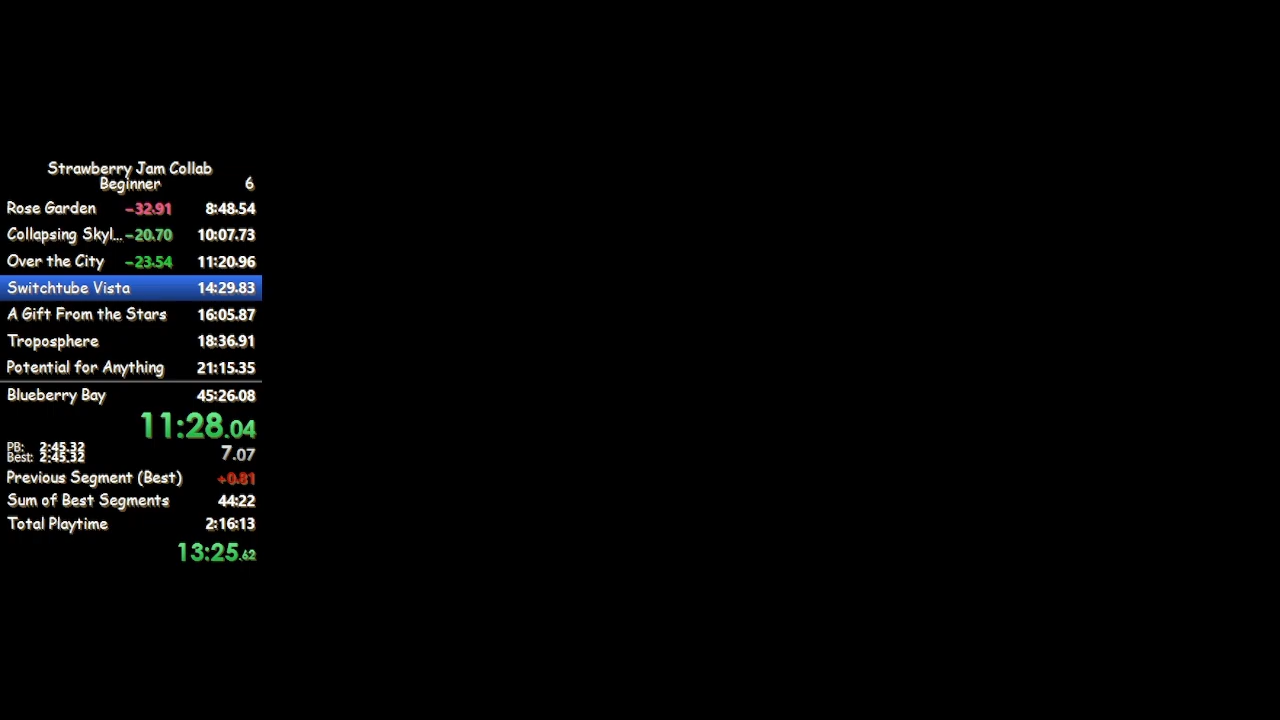 Strawberry Jam Collab
Beginner 6
Rose Garden -32.91 8:48.54
Collapsing Skyl... -20.70 10:07.73
Over the City -23.54 11:20.96
Switchtube Vista 14:29.83
A Gift From the Stars 16:05.87
Troposphere 18:36.91
Potential for Anything 21:15.35
Blueberry Bay 45:26.08
11:28.04
PB: 2:45.32
Best: 2:45.32
7.07
Previous Segment (Best) +0.81
Sum of Best Segments 44:22
Total Playtime 2:16:13
13:25.62